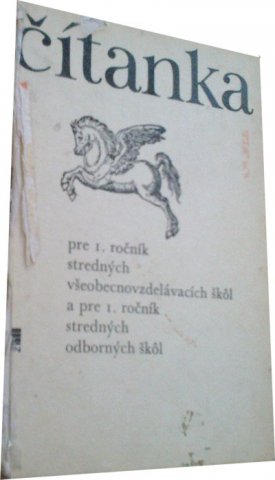 čítanka
pre 1. ročník
stredných
všeobecnovzdelávacích škôl
a pre 1. ročník
stredných
odborných škôl